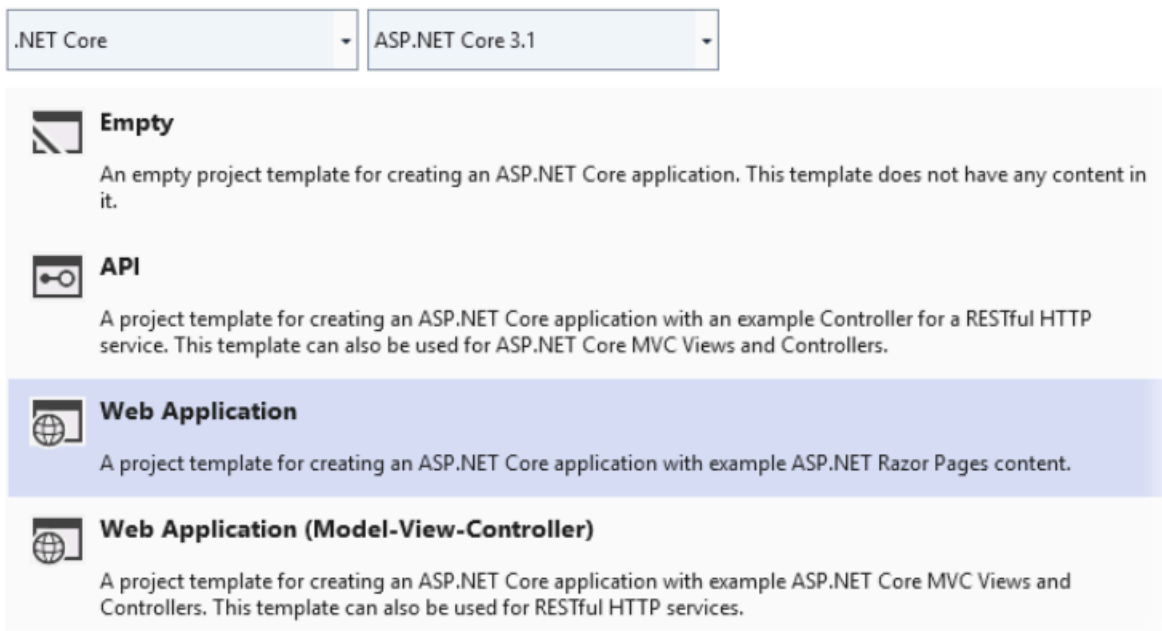 .NET Core
ASP.NET Core 3.1
Empty
An empty project template for creating an ASP.NET Core application. This template does not have any content in
it.
API
A project template for creating an ASP.NET Core application with an example Controller for a RESTful HTTP
service. This template can also be used for ASP.NET Core MVC Views and Controllers.
Web Application
A project template for creating an ASP.NET Core application with example ASP.NET Razor Pages content.
Web Application (Model-View-Controller)
A project template for creating an ASP.NET Core application with example ASP.NET Core MVC Views and
Controllers. This template can also be used for RESTful HTTP services.